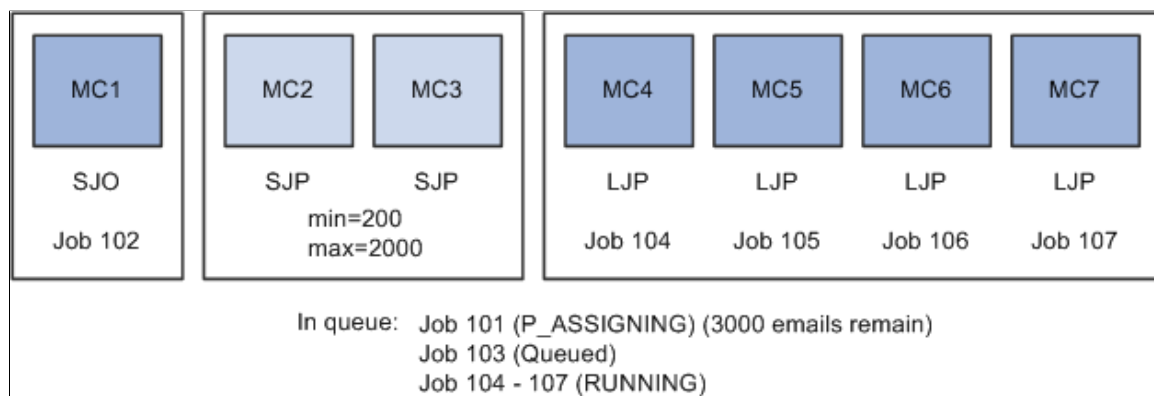 MC1 MC2 MC3 MC4 MC5 MC6 MC7
SJO SJP SJP LJP LJP LJP LJP
min=200
max=2000
Job 102 Job 104 Job 105 Job 106 Job 107
In queue: Job 101 (P_ASSIGNING) (3000 emails remain)
Job 103 (Queued)
Job 104 - 107 (RUNNING)